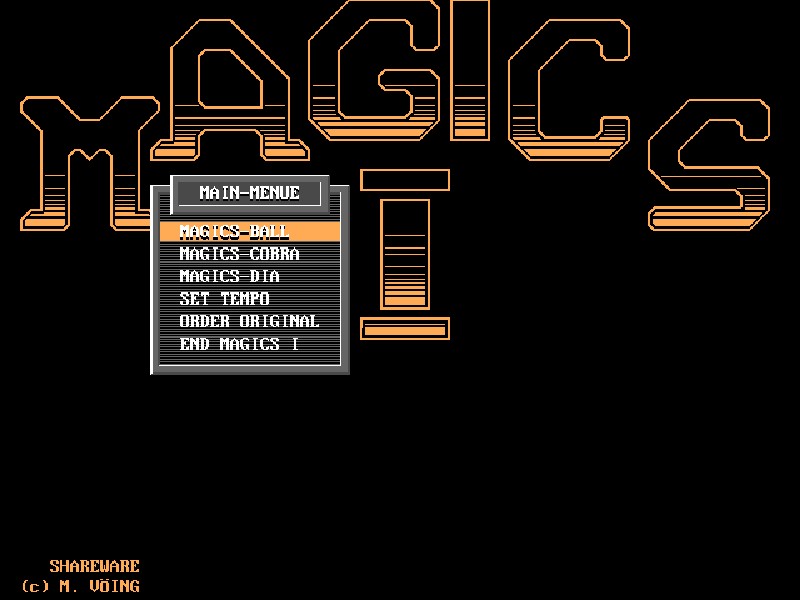 MAGICS
I
MAIN-MENUE
MAGICS-BALL
MAGICS-COBRA
MAGICS-DIA
SET TEMPO
ORDER ORIGINAL
END MAGICS I
SHAREWARE
(c) M. VÖING